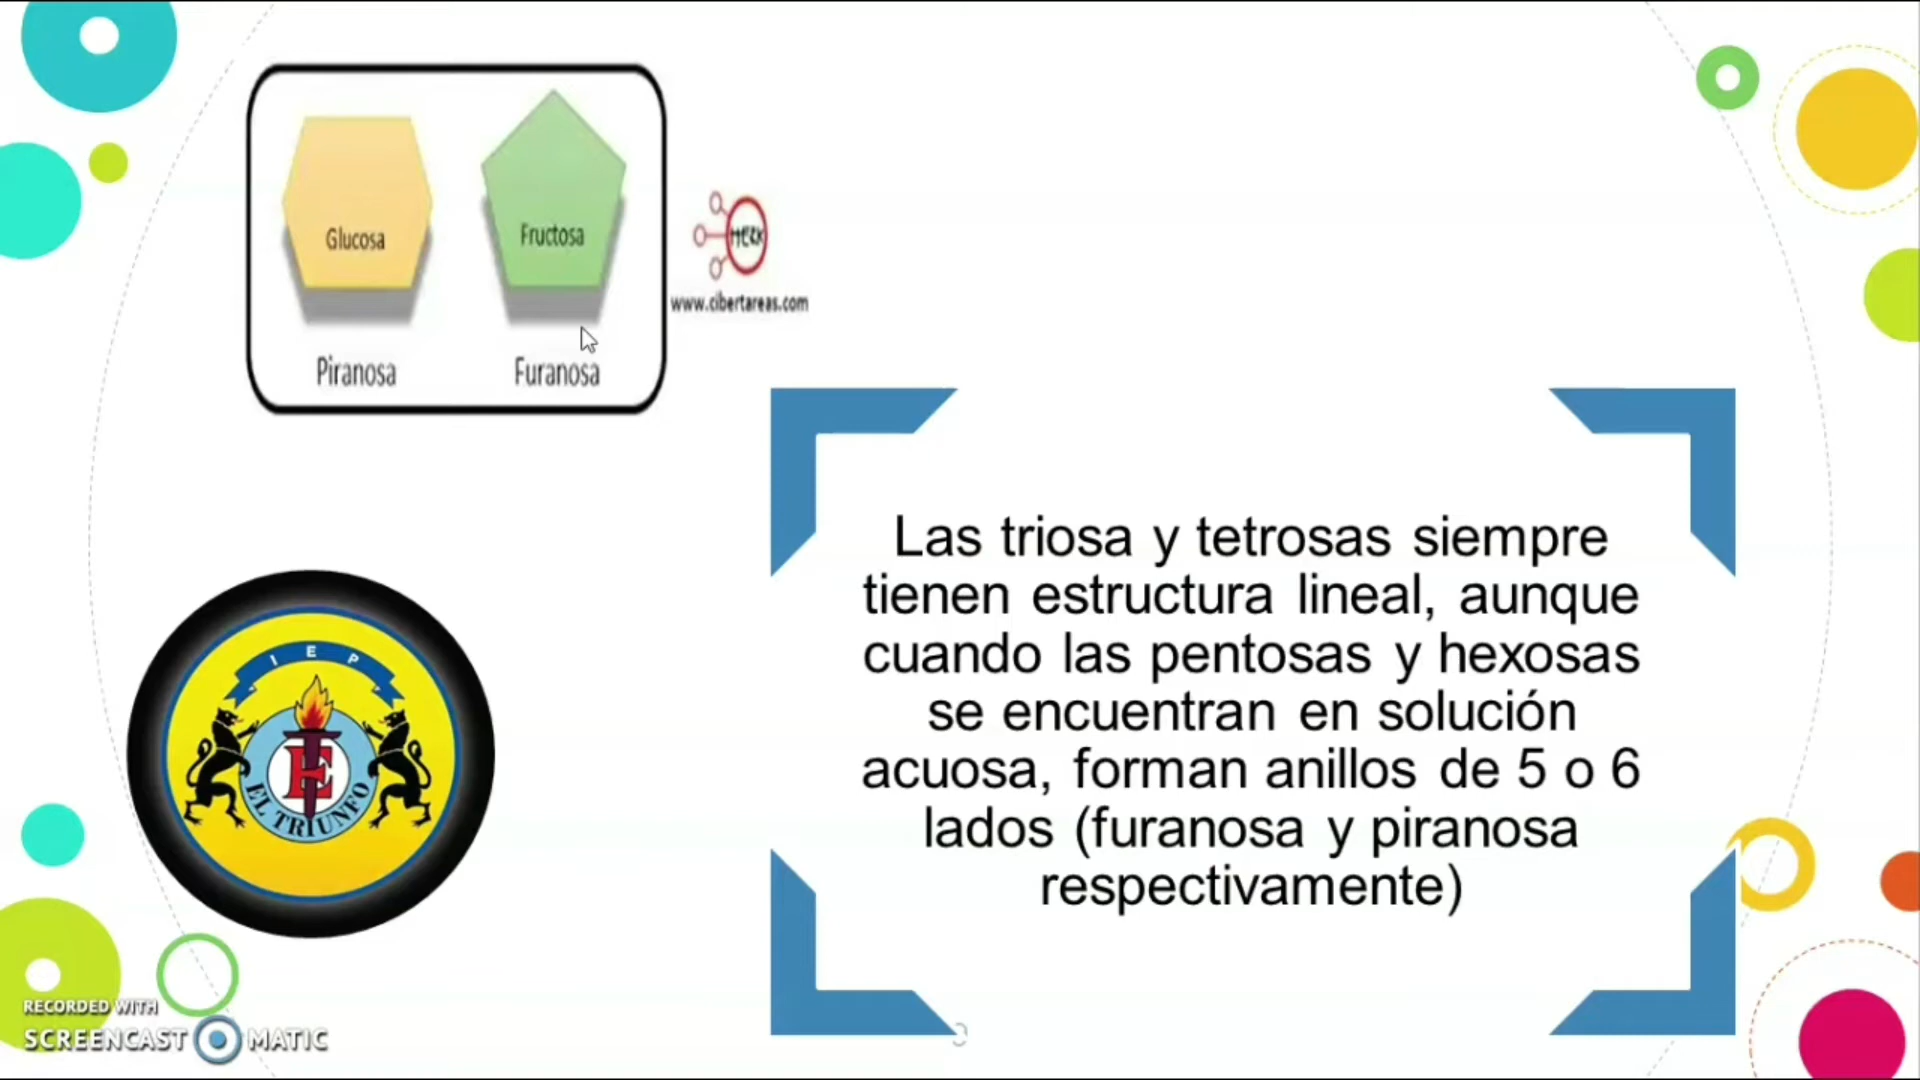 Glucosa
Fructosa
Piranosa
Furanosa
www.cibertareas.com
Las triosa y tetrosas siempre
tienen estructura lineal, aunque
cuando las pentosas y hexosas
se encuentran en solución
acuosa, forman anillos de 5 o 6
lados (furanosa y piranosa
respectivamente)
I E P
E
EL TRIUNFO
RECORDED WITH
SCREENCAST MATIC